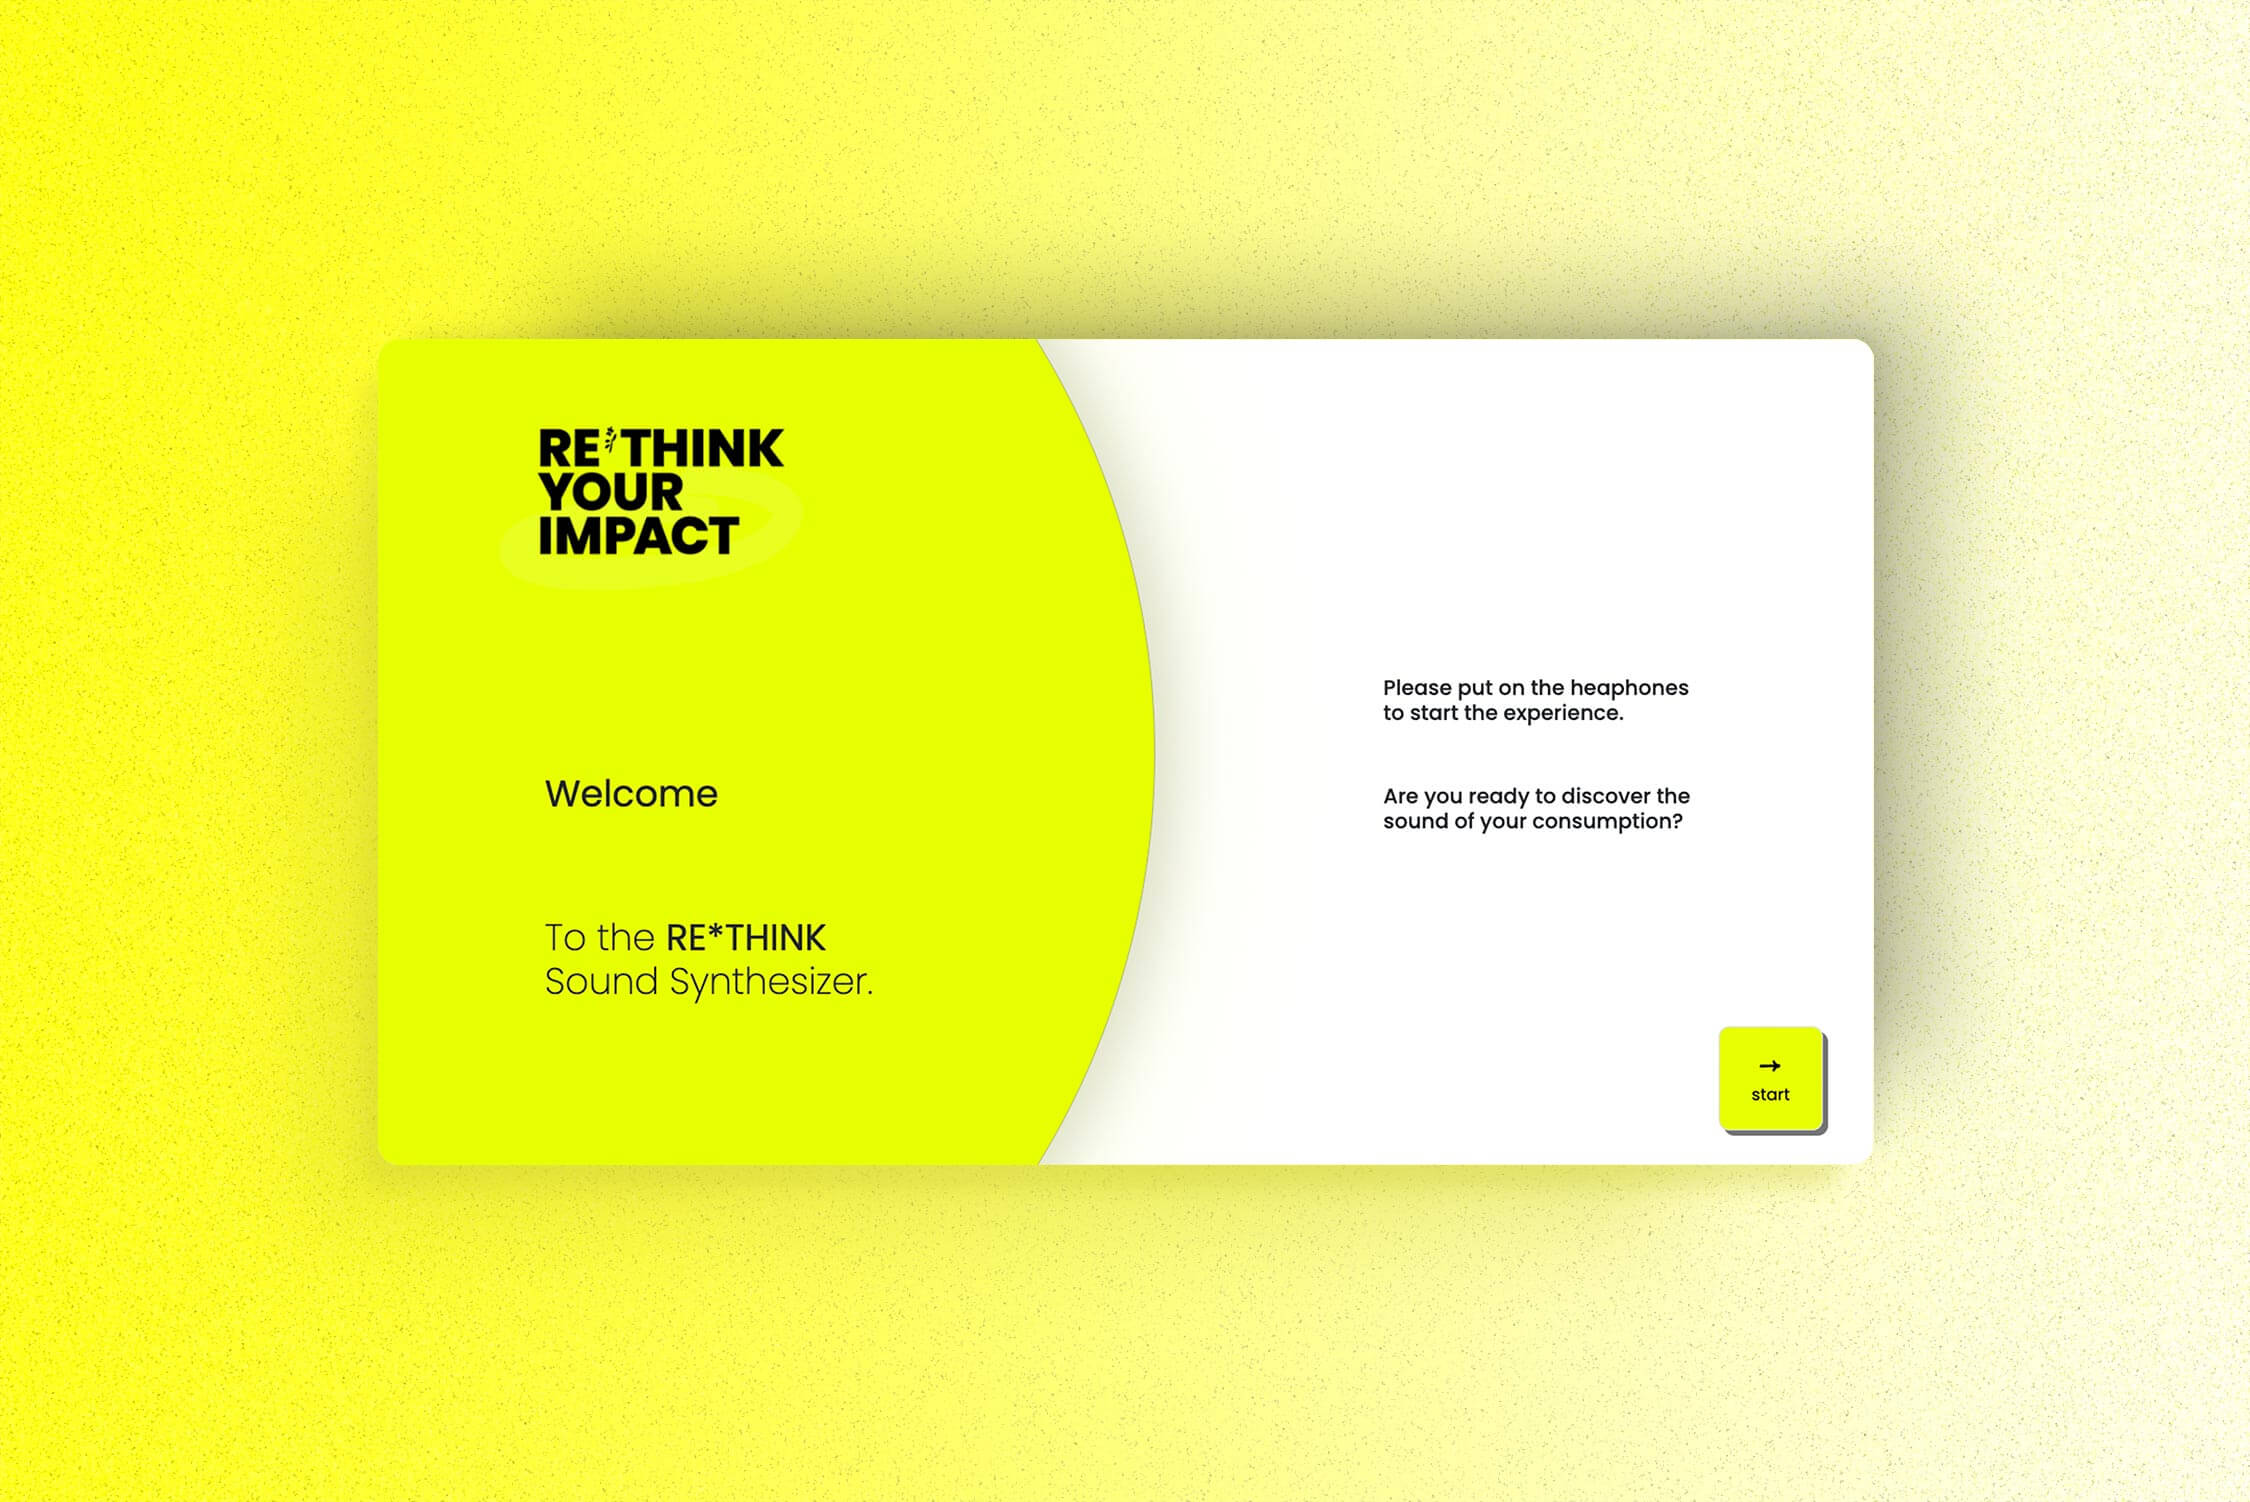 RE*THINK
YOUR
IMPACT
Welcome
To the RE*THINK
Sound Synthesizer.
Please put on the heaphones
to start the experience.
Are you ready to discover the
sound of your consumption?
→
start